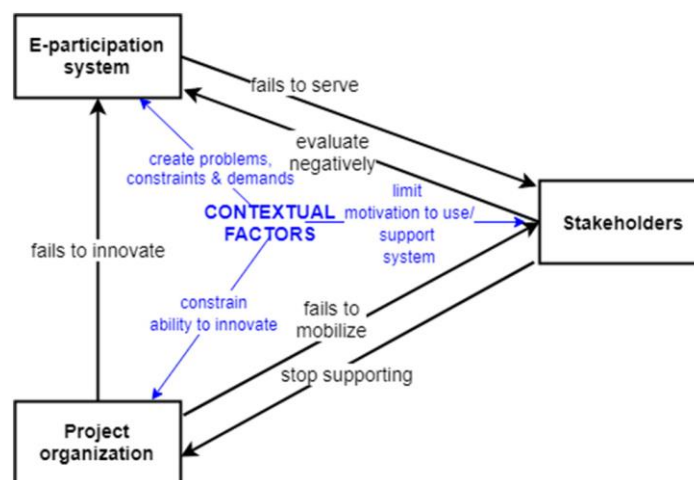 E-participation
system
fails to serve
evaluate
negatively
create problems,
constraints & demands
CONTEXTUAL
FACTORS
limit
motivation to use/
support
system
Stakeholders
fails to innovate
constrain
ability to innovate
fails to
mobilize
stop supporting
Project
organization